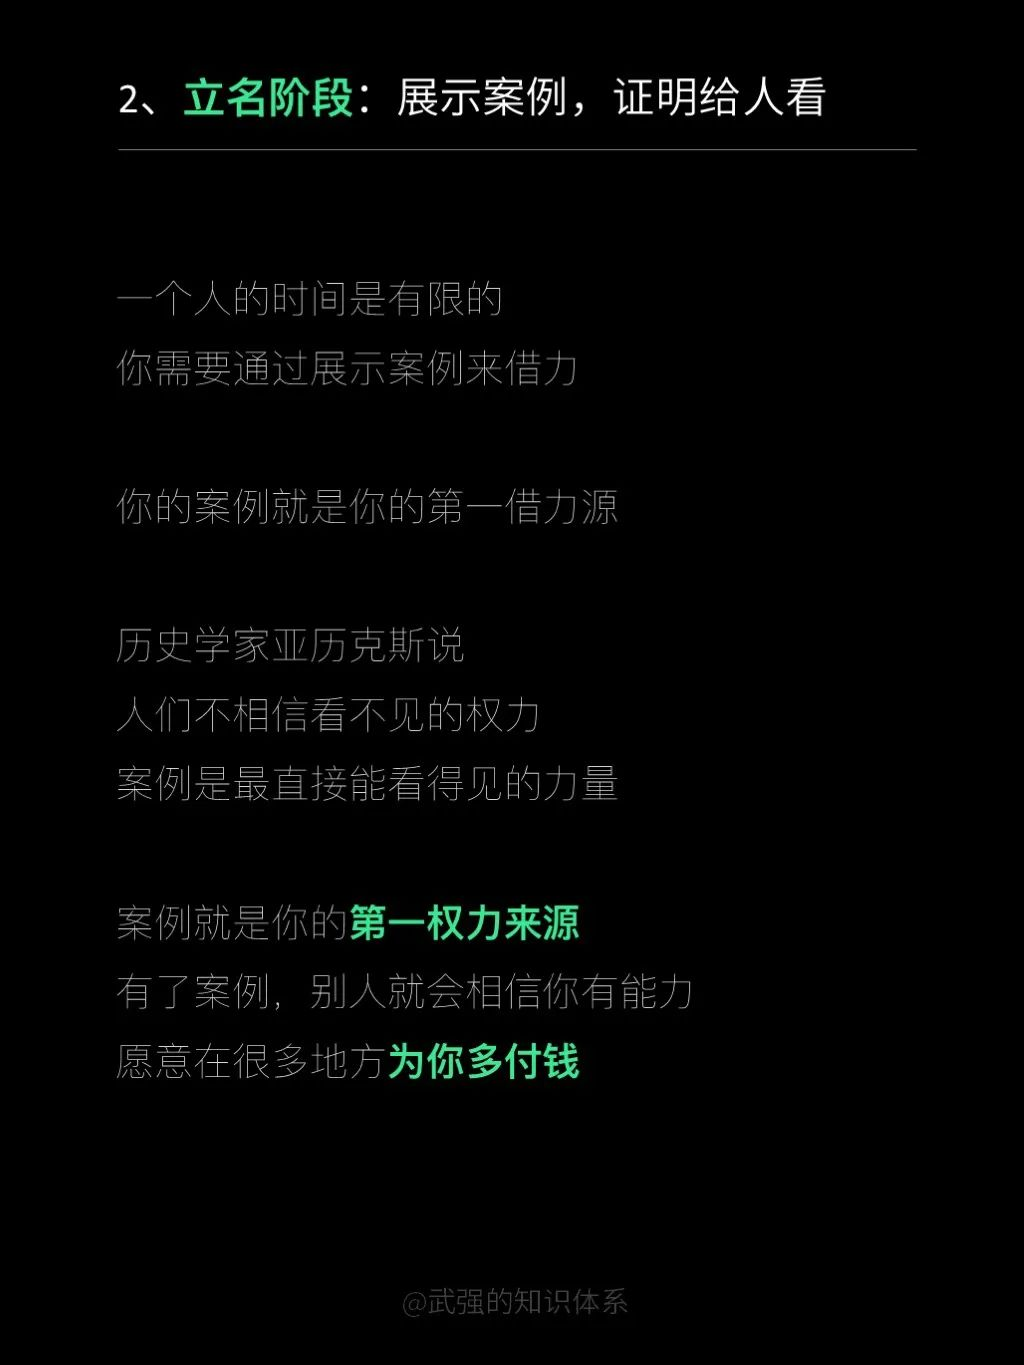 2、立名阶段：展示案例，证明给人看
一个人的时间是有限的
你需要通过展示案例来借力
你的案例就是你的第一借力源
历史学家亚历克斯说
人们不相信看不见的权力
案例是最直接能看得见的力量
案例就是你的第一权力来源
有了案例，别人就会相信你有能力
愿意在很多地方为你多付钱
@武强的知识体系